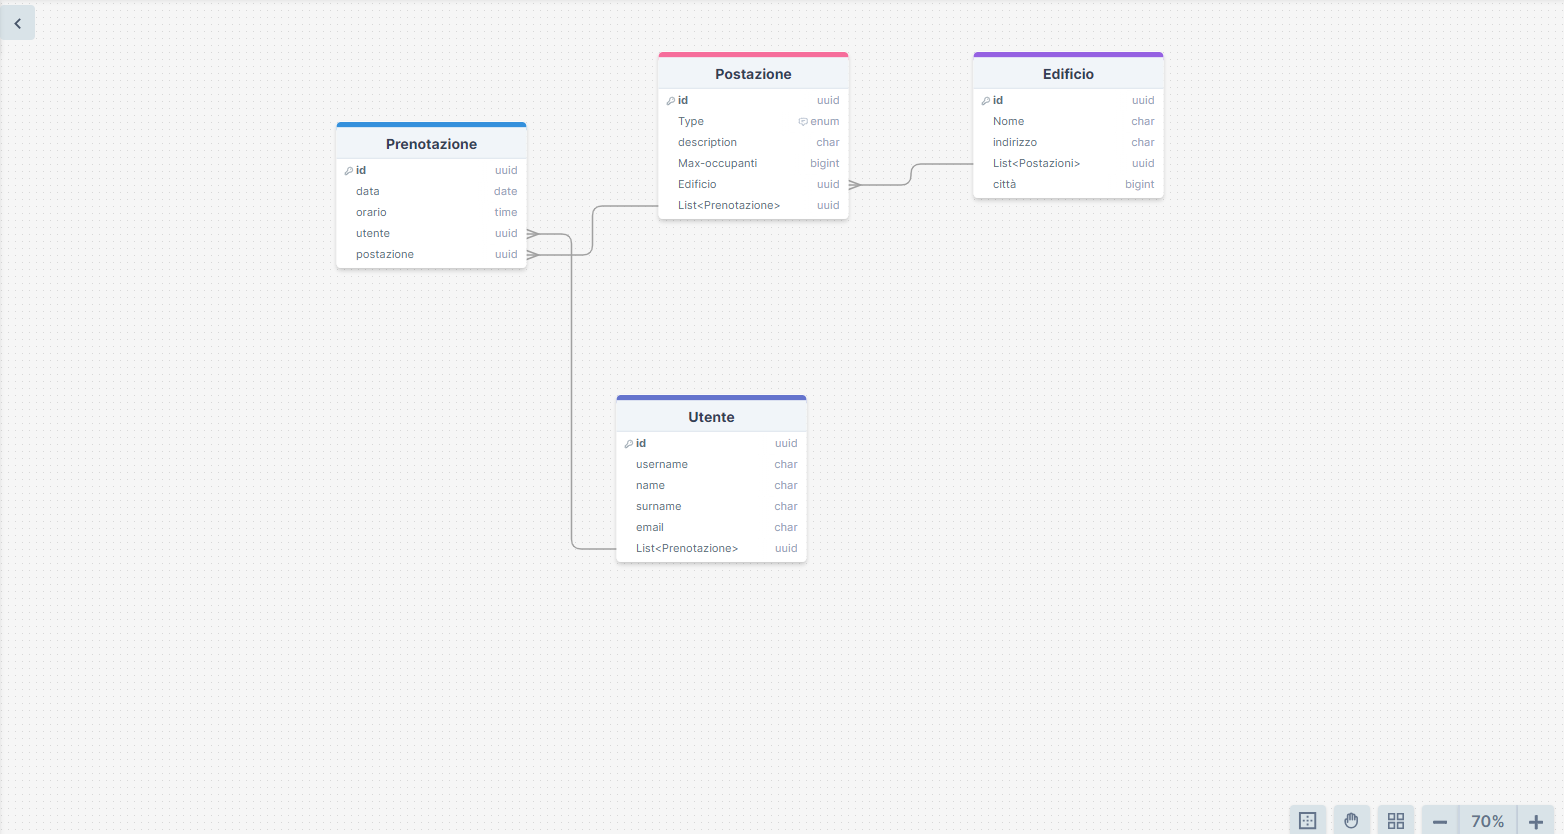 Prenotazione
id uuid
data date
orario time
utente uuid
postazione uuid
Postazione
id uuid
Type enum
description char
Max-occupanti bigint
Edificio uuid
List<Prenotazione> uuid
Edificio
id uuid
Nome char
indirizzo char
List<Postazioni> uuid
città bigint
Utente
id uuid
username char
name char
surname char
email char
List<Prenotazione> uuid
70%